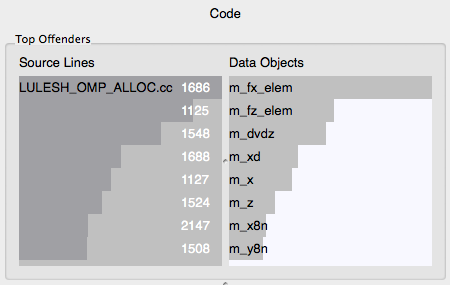 Code
Top Offenders
Source Lines Data Objects
LULESH_OMP_ALLOC.cc 1686 m_fx_elem
1125 m_fz_elem
1548 m_dvdz
1688 m_xd
1127 m_x
1524 m_z
2147 m_x8n
1508 m_y8n